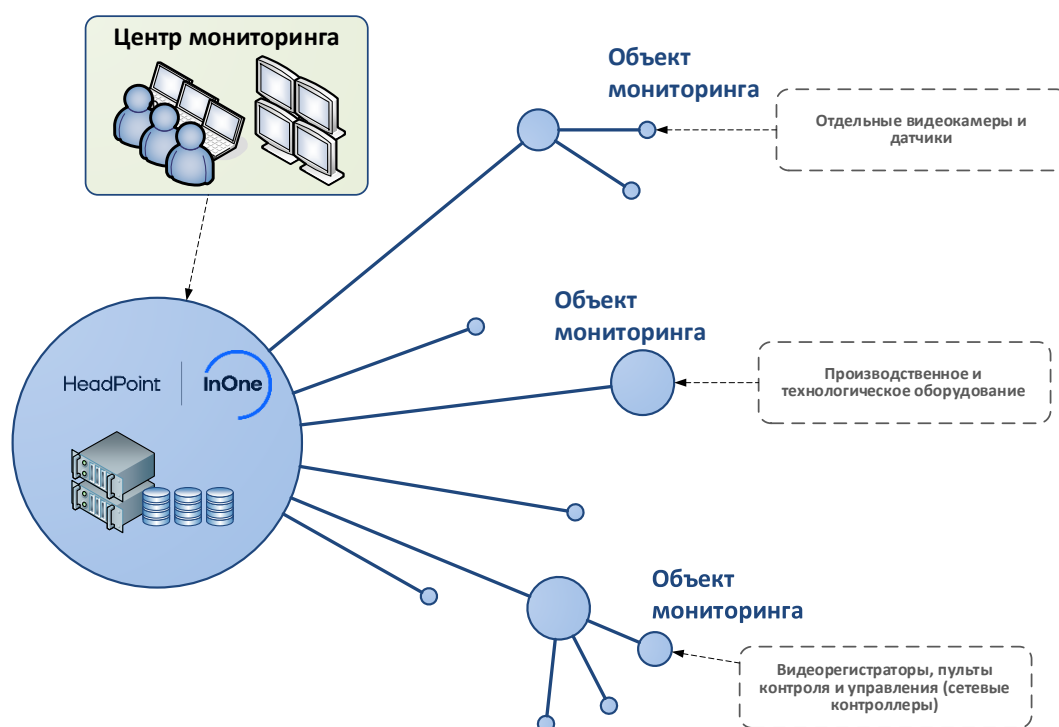 Центр мониторинга
Объект
мониторинга
Отдельные видеокамеры и
датчики
Объект
мониторинга
Производственное и
технологическое оборудование
HeadPoint
InOne
Объект
мониторинга
Видеорегистраторы, пульты
контроля и управления (сетевые
контроллеры)